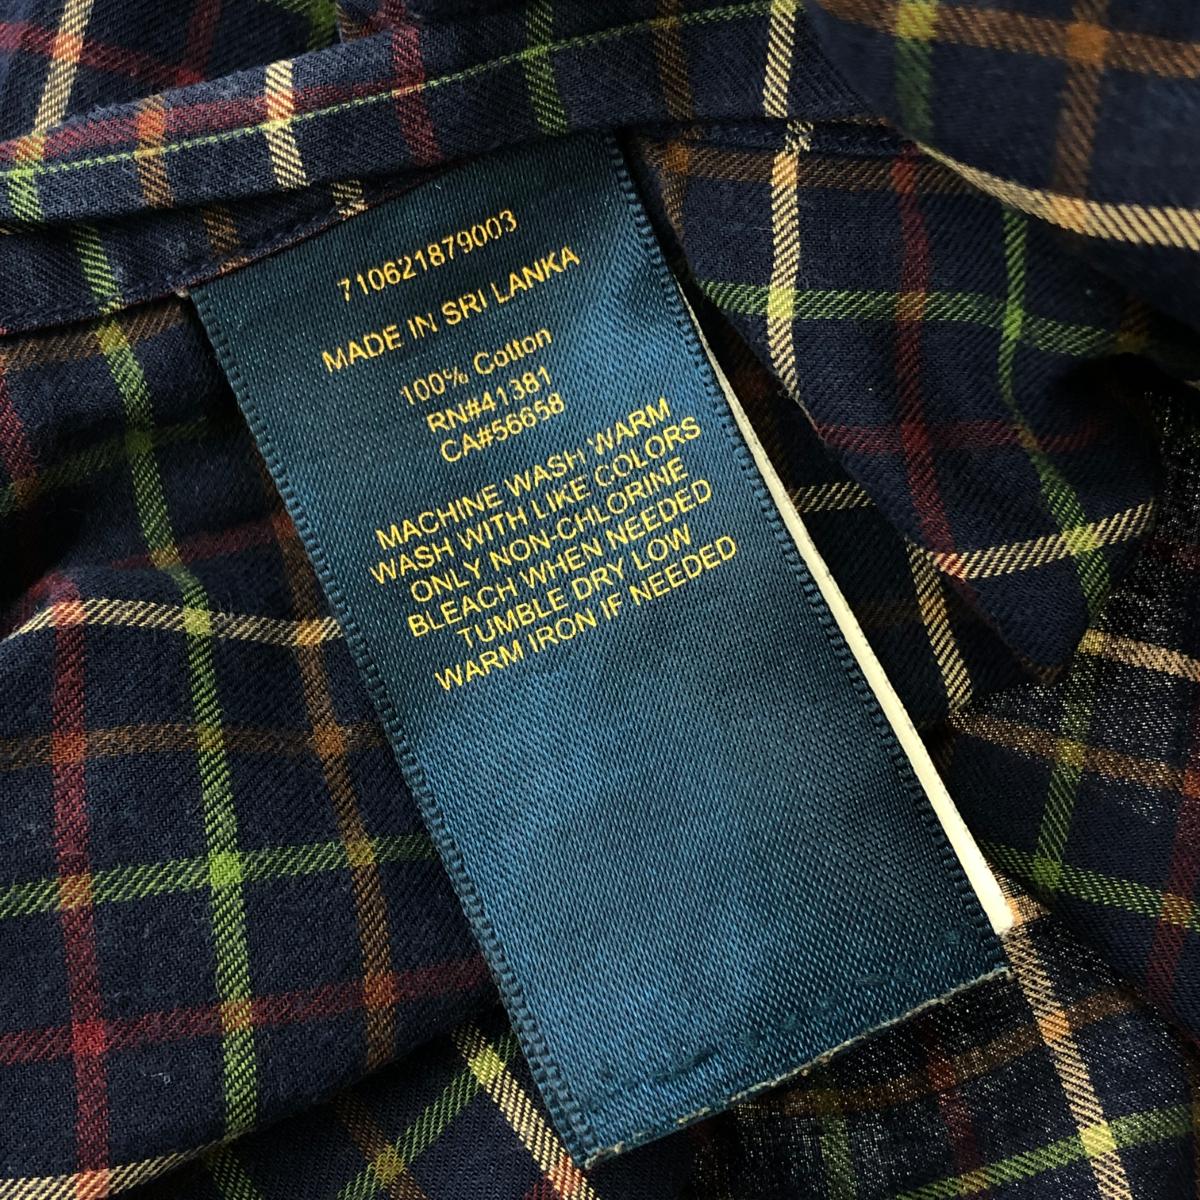 710621879003
MADE IN SRI LANKA
100% Cotton
RN#41381
CA#56658
MACHINE WASH WARM
WASH WITH LIKE COLORS
ONLY NON-CHLORINE
BLEACH WHEN NEEDED
TUMBLE DRY LOW
WARM IRON IF NEEDED